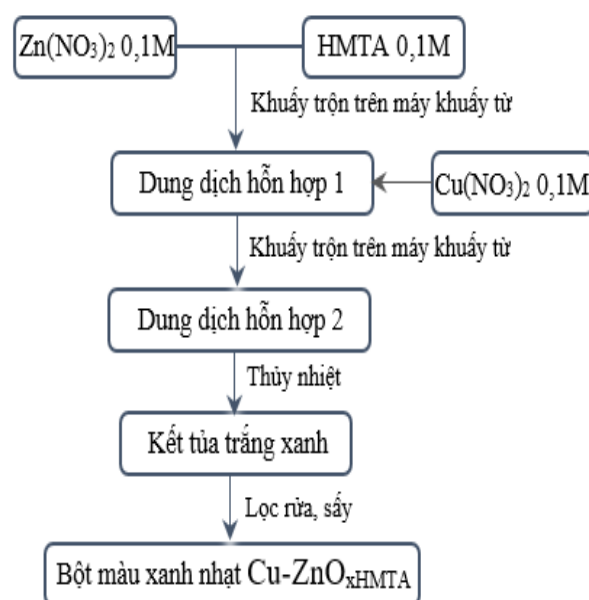 Zn(NO₃)₂ 0,1M
HMTA 0,1M
Khuấy trộn trên máy khuấy từ
Dung dịch hỗn hợp 1
Cu(NO₃)₂ 0,1M
Khuấy trộn trên máy khuấy từ
Dung dịch hỗn hợp 2
Thủy nhiệt
Kết tủa trắng xanh
Lọc rửa, sấy
Bột màu xanh nhạt Cu-ZnOxHMTA